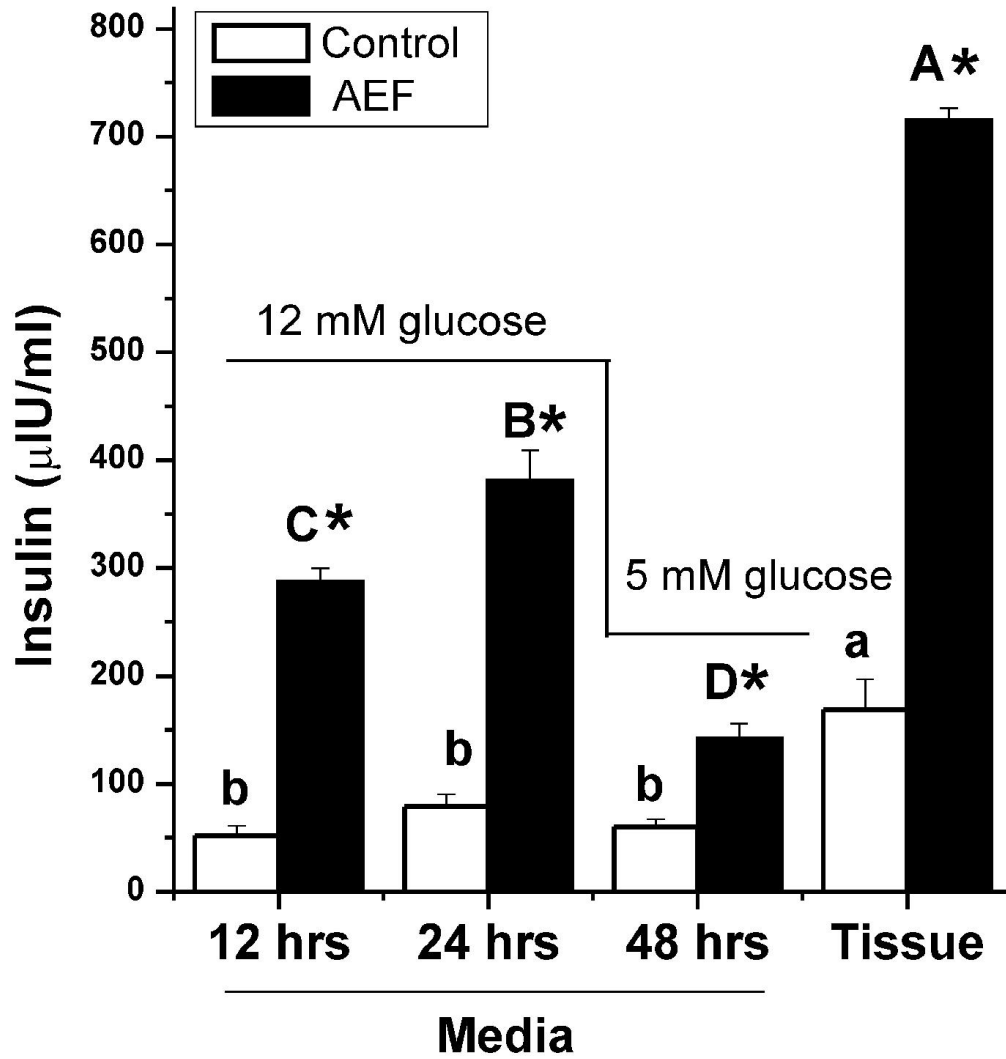 Control
AEF
800
700
600
500
400
300
200
100
0
Insulin (μIU/ml)
A*
12 mM glucose
B*
C*
5 mM glucose
a
D*
b
b
b
12 hrs 24 hrs 48 hrs Tissue
Media